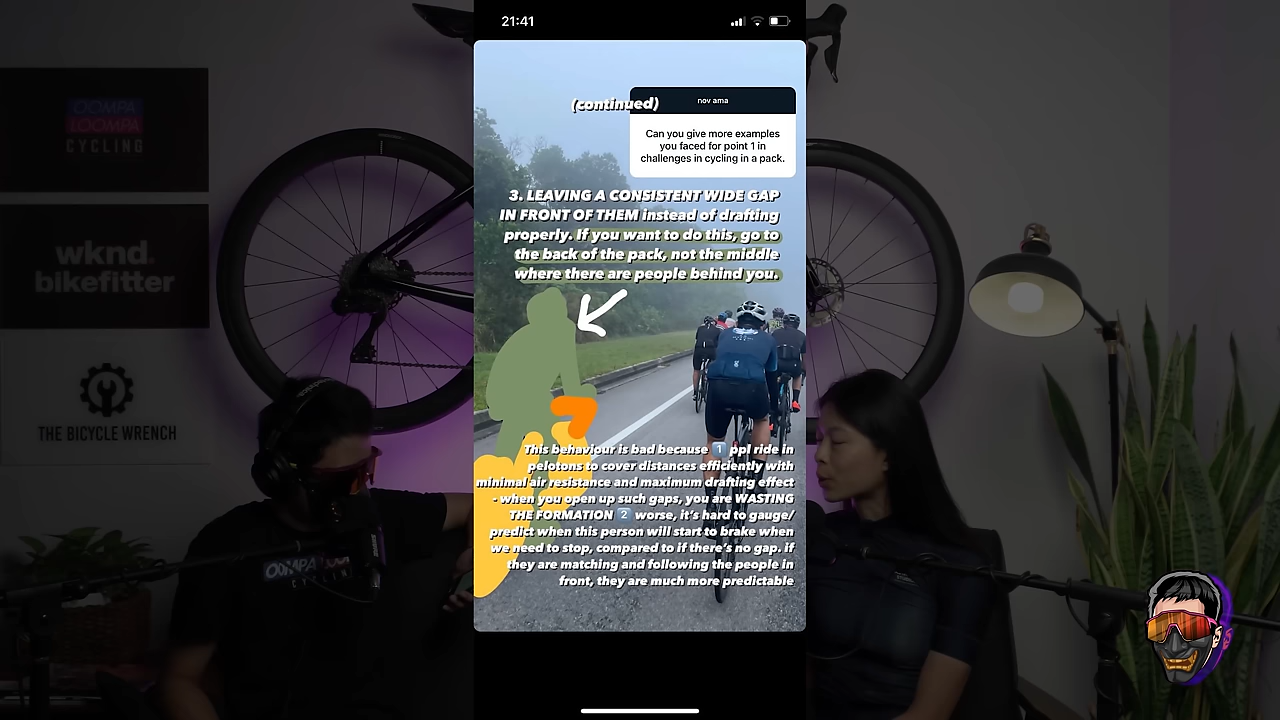 21:41
(continued)
nov ama
Can you give more examples
you faced for point 1 in
challenges in cycling in a pack.
3. LEAVING A CONSISTENT WIDE GAP
IN FRONT OF THEM instead of drafting
properly. If you want to do this, go to
the back of the pack, not the middle
where there are people behind you.
This behaviour is bad because 1️⃣ ppl ride in
pelotons to cover distances efficiently with
minimal air resistance and maximum drafting effect
- when you open up such gaps, you are WASTING
THE FORMATION 2️⃣ worse, it's hard to gauge/
predict when this person will start to brake when
we need to stop, compared to if there's no gap. if
they are matching and following the people in
front, they are much more predictable
OOMPA
LOOMPA
CYCLING
wknd.
bikefitter
THE BICYCLE WRENCH
CYCLING